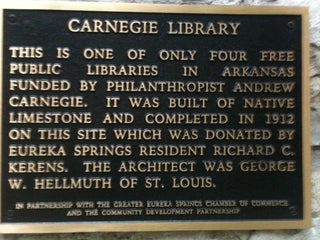 CARNEGIE LIBRARY
THIS IS ONE OF ONLY FOUR FREE
PUBLIC LIBRARIES IN ARKANSAS
FUNDED BY PHILANTHROPIST ANDREW
CARNEGIE. IT WAS BUILT OF NATIVE
LIMESTONE AND COMPLETED IN 1912
ON THIS SITE WHICH WAS DONATED BY
EUREKA SPRINGS RESIDENT RICHARD C.
KERENS. THE ARCHITECT WAS GEORGE
W. HELLMUTH OF ST. LOUIS.
IN PARTNERSHIP WITH THE GREATER EUREKA SPRINGS CHAMBER OF COMMERCE
AND THE COMMUNITY DEVELOPMENT PARTNERSHIP